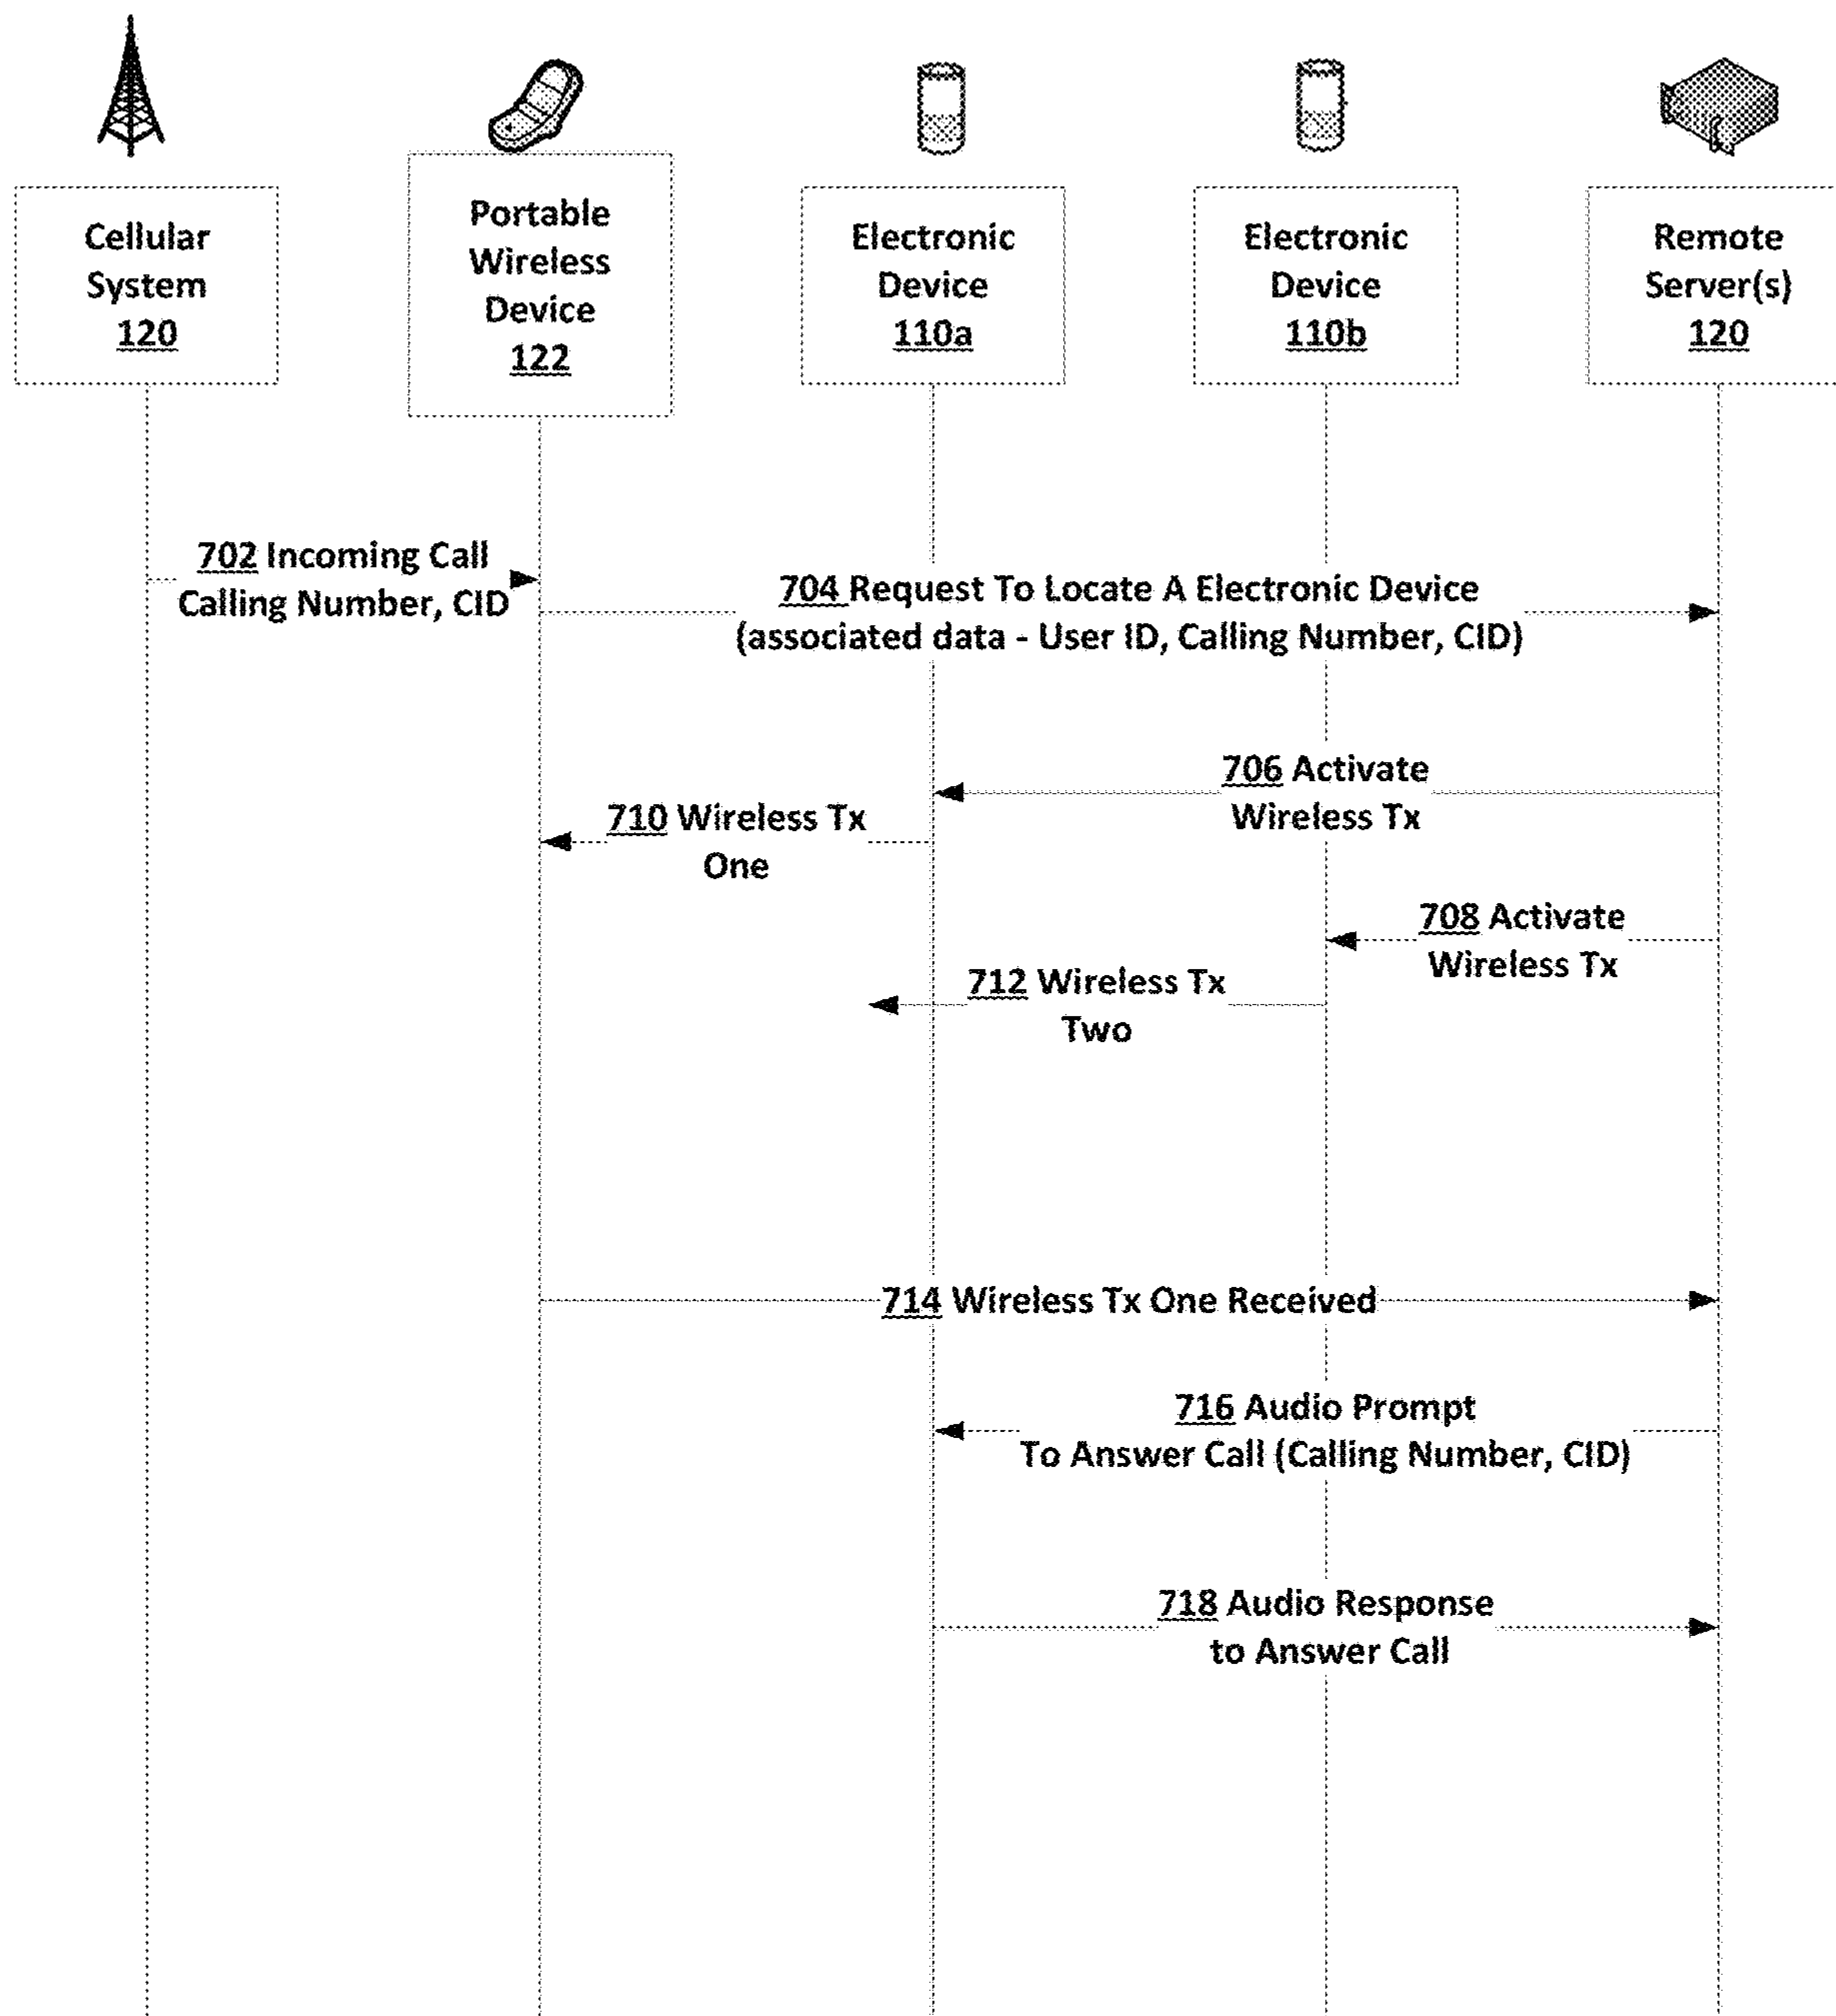 Cellular
System
120
Portable
Wireless
Device
122
Electronic
Device
110a
Electronic
Device
110b
Remote
Server(s)
120
702 Incoming Call
Calling Number, CID
704 Request To Locate A Electronic Device
(associated data - User ID, Calling Number, CID)
706 Activate
Wireless Tx
710 Wireless Tx
One
708 Activate
Wireless Tx
712 Wireless Tx
Two
714 Wireless Tx One Received
716 Audio Prompt
To Answer Call (Calling Number, CID)
718 Audio Response
to Answer Call